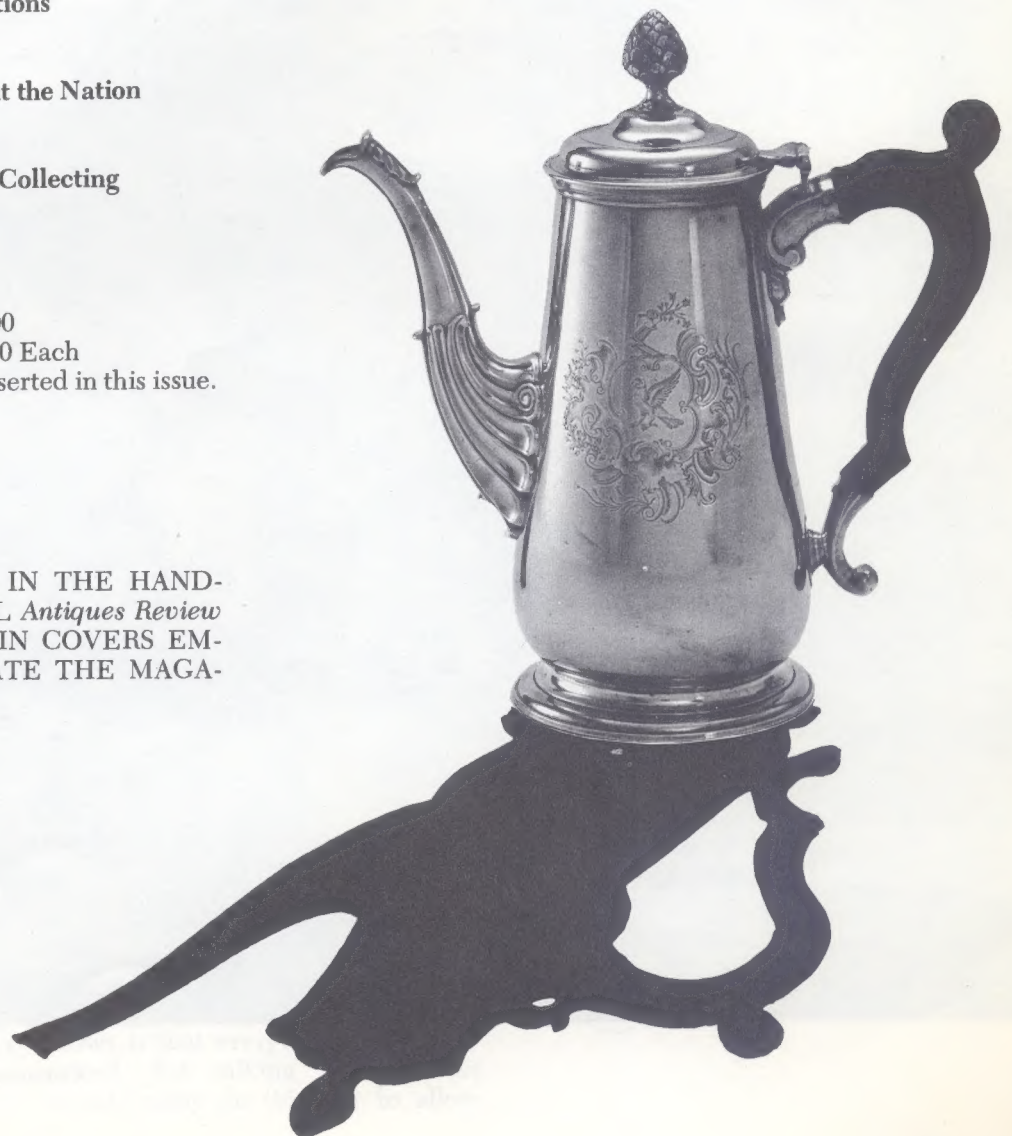 tions
t the Nation
Collecting
00
0 Each
serted in this issue.
IN THE HAND-
L Antiques Review
IN COVERS EM-
ATE THE MAGA-